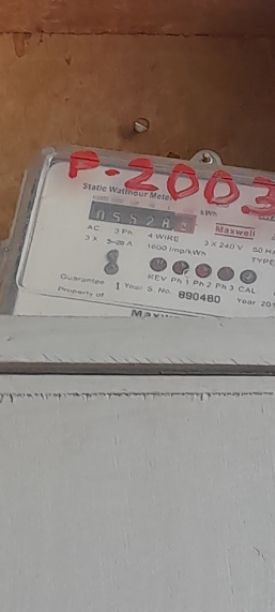 P-2003
Static Watthour Meter
kWh
Maxwell
AC 3 Ph 4 WIRE 3 X 240 V 50 H
3 x 5-20 A 1600 Imp/kWh TYPE
REV Ph 1 Ph 2 Ph 3 CAL
Guarantee 1 Year S. No. 890480 Year 20
Property of
Maxw